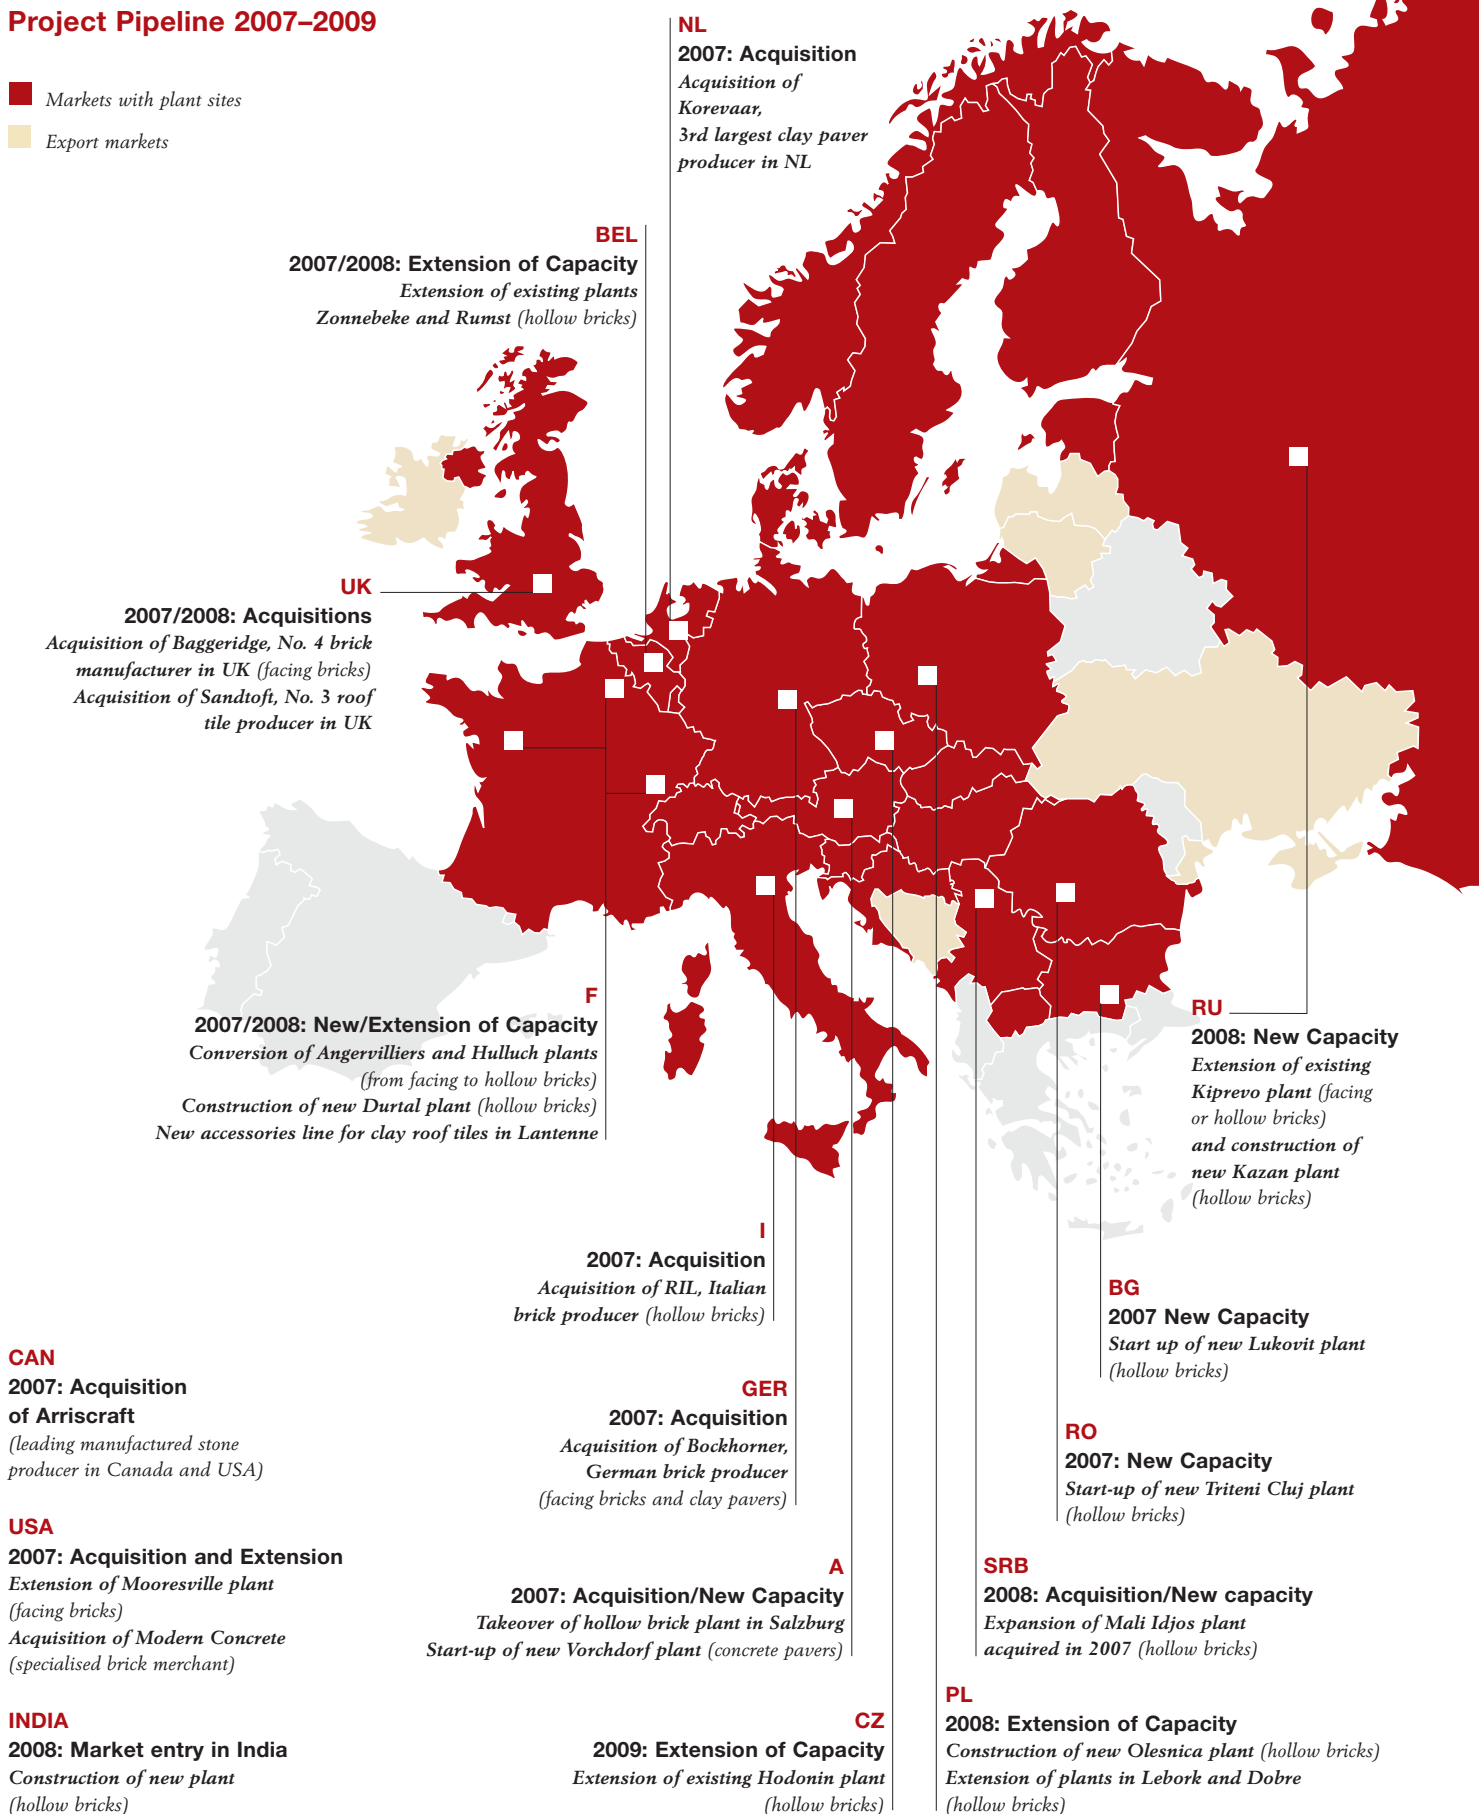 Project Pipeline 2007–2009
Markets with plant sites
Export markets
NL
2007: Acquisition
Acquisition of
Korevaar,
3rd largest clay paver
producer in NL
BEL
2007/2008: Extension of Capacity
Extension of existing plants
Zonnebeke and Rumst (hollow bricks)
UK
2007/2008: Acquisitions
Acquisition of Baggeridge, No. 4 brick
manufacturer in UK (facing bricks)
Acquisition of Sandtoft, No. 3 roof
tile producer in UK
F
2007/2008: New/Extension of Capacity
Conversion of Angervilliers and Hulluch plants
(from facing to hollow bricks)
Construction of new Durtal plant (hollow bricks)
New accessories line for clay roof tiles in Lantenne
RU
2008: New Capacity
Extension of existing
Kiprevo plant (facing
or hollow bricks)
and construction of
new Kazan plant
(hollow bricks)
I
2007: Acquisition
Acquisition of RIL, Italian
brick producer (hollow bricks)
BG
2007 New Capacity
Start up of new Lukovit plant
(hollow bricks)
CAN
2007: Acquisition
of Arriscraft
(leading manufactured stone
producer in Canada and USA)
GER
2007: Acquisition
Acquisition of Bockhorner,
German brick producer
(facing bricks and clay pavers)
RO
2007: New Capacity
Start-up of new Triteni Cluj plant
(hollow bricks)
USA
2007: Acquisition and Extension
Extension of Mooresville plant
(facing bricks)
Acquisition of Modern Concrete
(specialised brick merchant)
A
2007: Acquisition/New Capacity
Takeover of hollow brick plant in Salzburg
Start-up of new Vorchdorf plant (concrete pavers)
SRB
2008: Acquisition/New capacity
Expansion of Mali Idjos plant
acquired in 2007 (hollow bricks)
INDIA
2008: Market entry in India
Construction of new plant
(hollow bricks)
CZ
2009: Extension of Capacity
Extension of existing Hodonin plant
(hollow bricks)
PL
2008: Extension of Capacity
Construction of new Olesnica plant (hollow bricks)
Extension of plants in Lebork and Dobre
(hollow bricks)